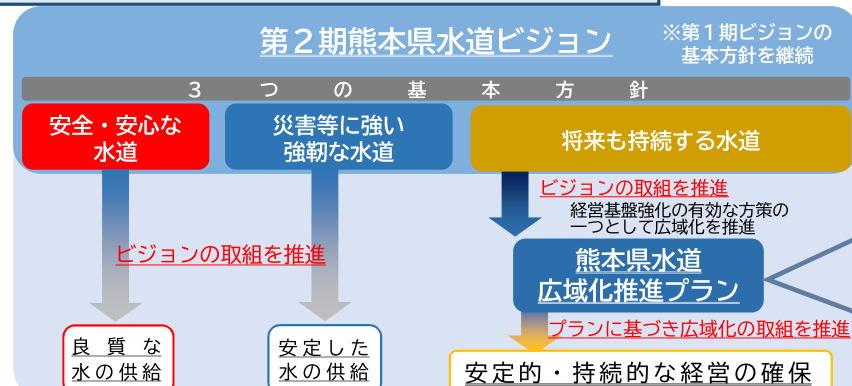 第２期熊本県水道ビジョン
※第１期ビジョンの
基本方針を継続
３つの基本方針
安全・安心な
水道
災害等に強い
強靭な水道
将来も持続する水道
ビジョンの取組を推進
経営基盤強化の有効な方策の
一つとして広域化を推進
ビジョンの取組を推進
熊本県水道
広域化推進プラン
プランに基づき広域化の取組を推進
良質な
水の供給
安定した
水の供給
安定的・持続的な経営の確保